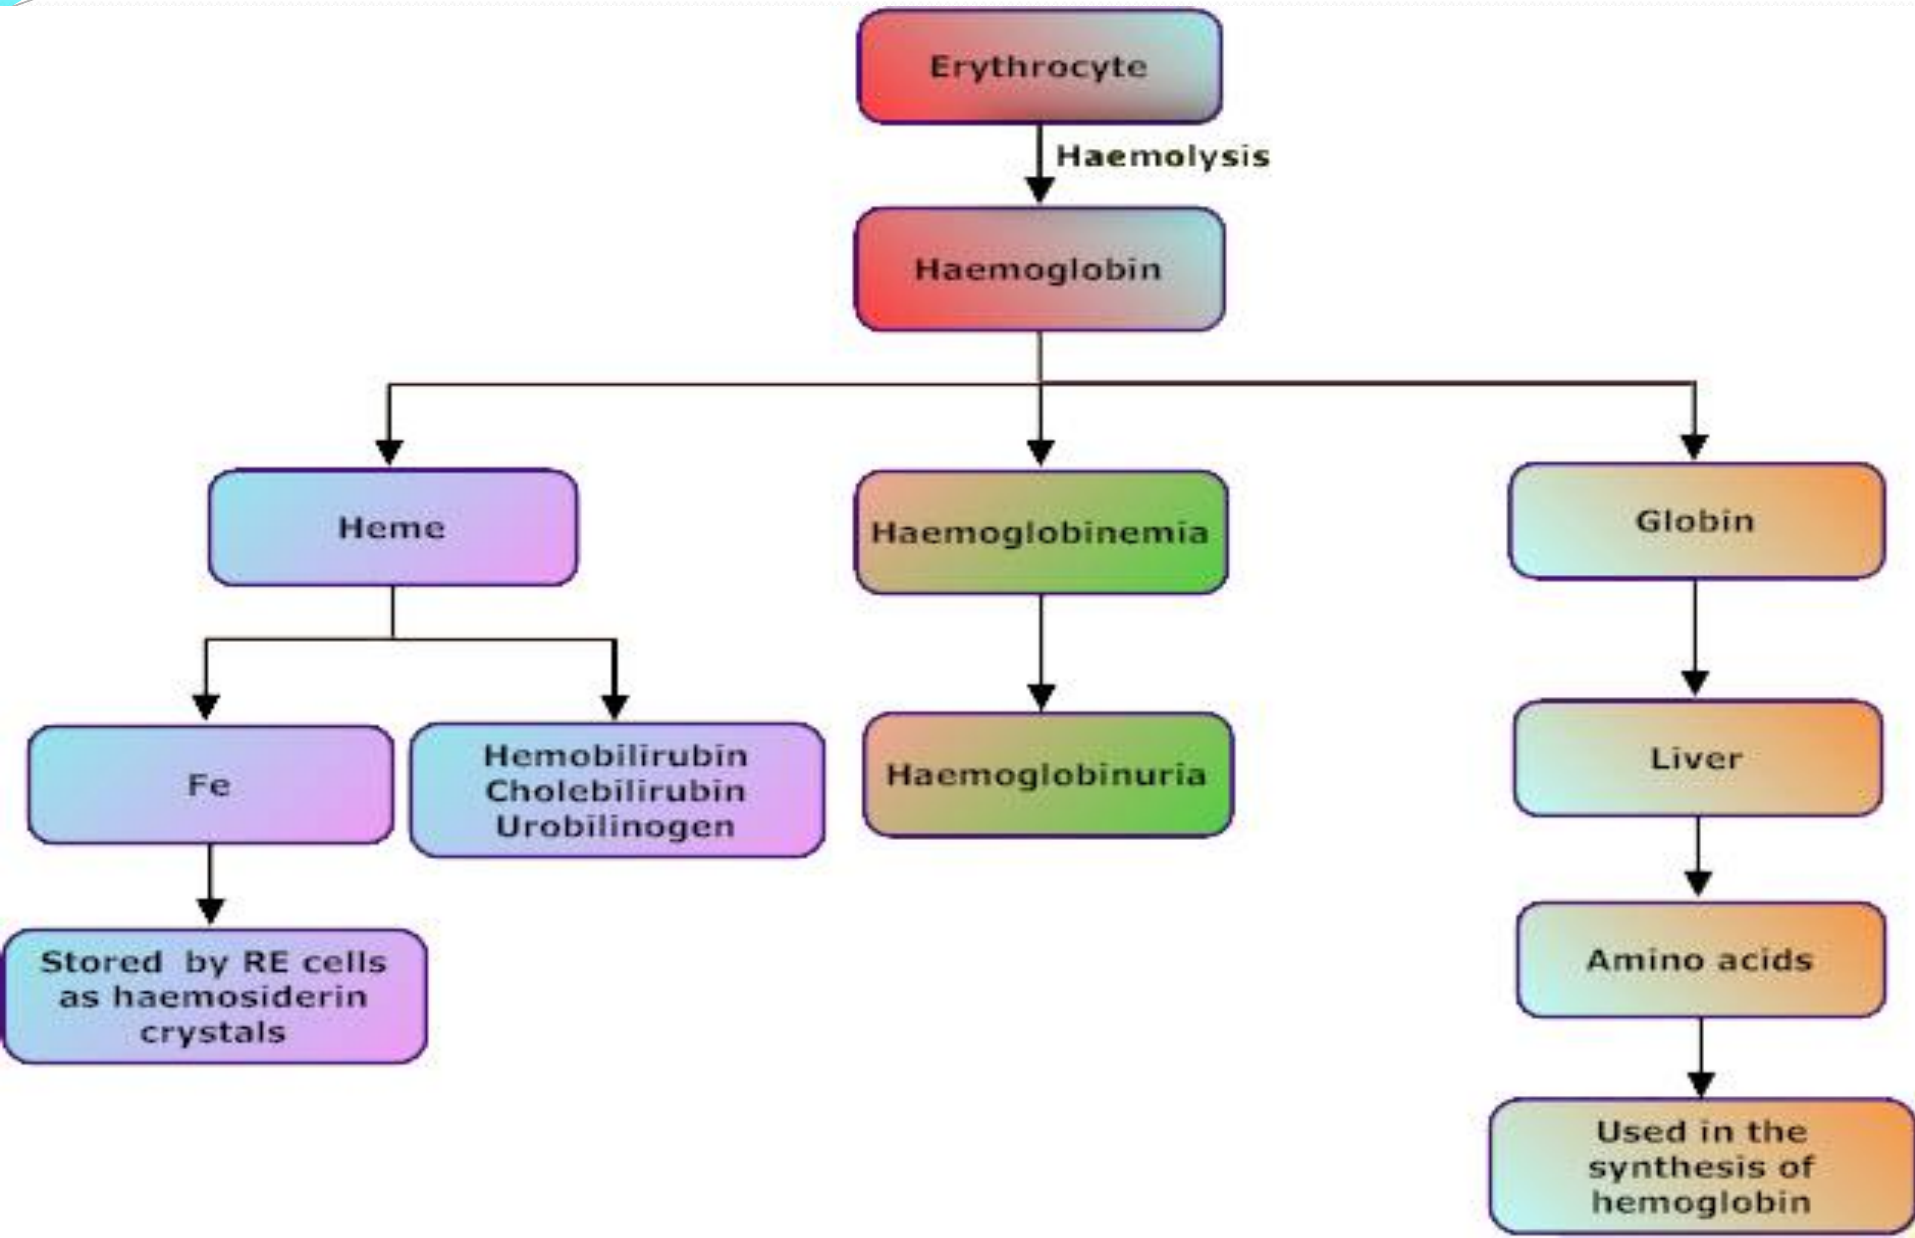 Erythrocyte
Haemolysis
Haemoglobin
Heme
Haemoglobinemia
Globin
Fe
Hemobilirubin
Cholebilirubin
Urobilinogen
Haemoglobinuria
Liver
Stored by RE cells
as haemosiderin
crystals
Amino acids
Used in the
synthesis of
hemoglobin